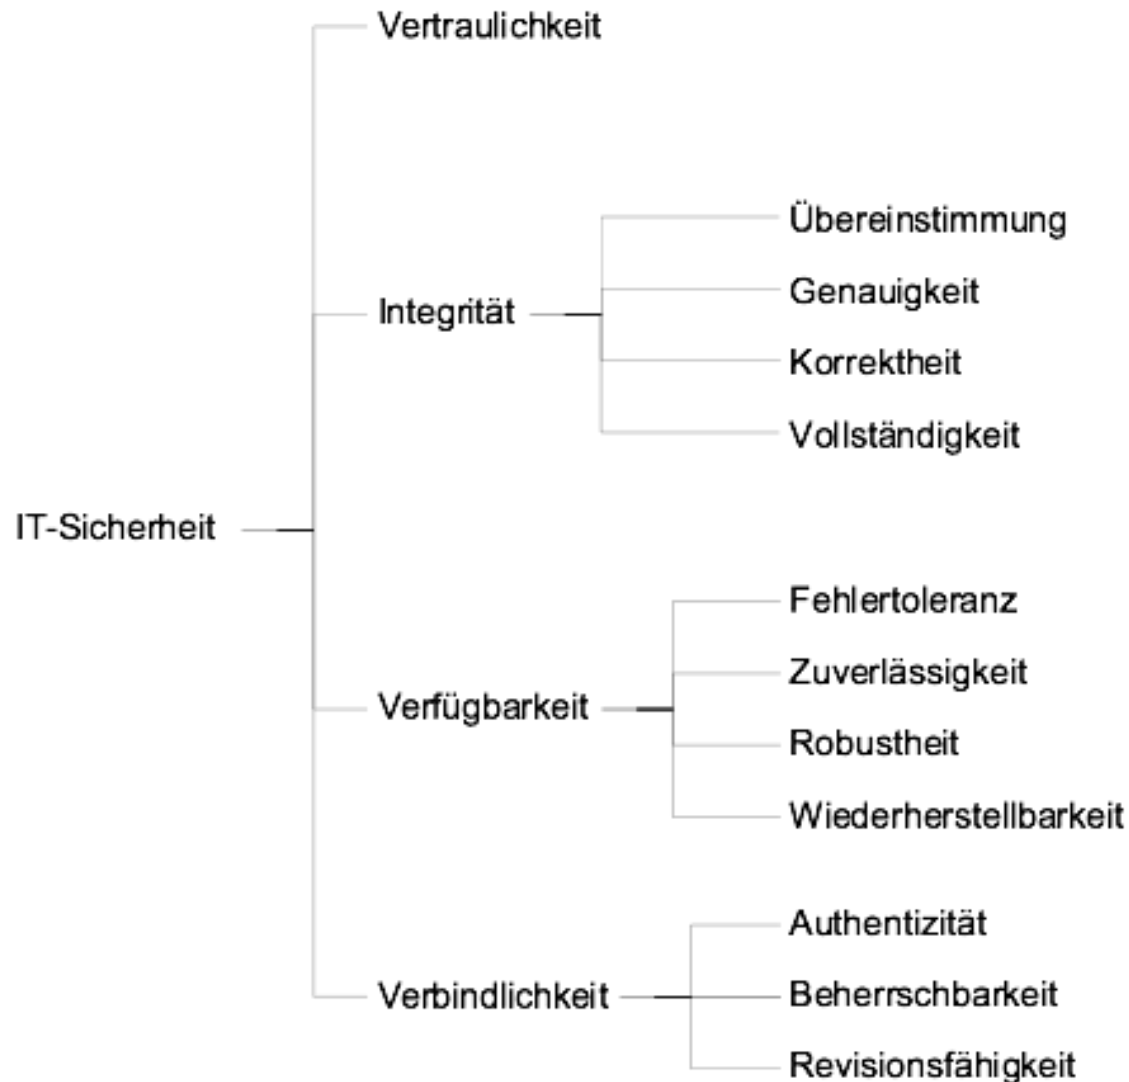 Vertraulichkeit
Übereinstimmung
Genauigkeit
Integrität
Korrektheit
Vollständigkeit
IT-Sicherheit
Fehlertoleranz
Zuverlässigkeit
Verfügbarkeit
Robustheit
Wiederherstellbarkeit
Authentizität
Verbindlichkeit
Beherrschbarkeit
Revisionsfähigkeit